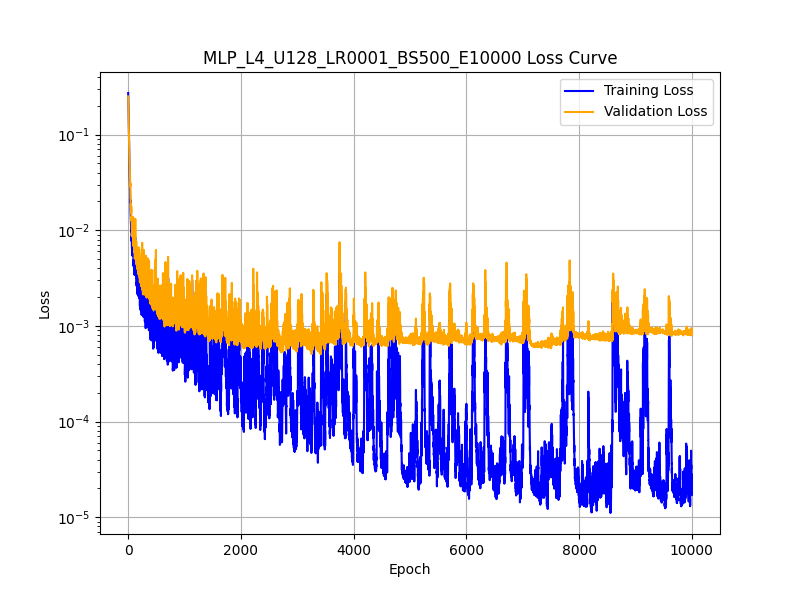 MLP_L4_U128_LR0001_BS500_E10000 Loss Curve
Training Loss
Validation Loss
10⁻¹
10⁻²
10⁻³
10⁻⁴
10⁻⁵
Loss
0 2000 4000 6000 8000 10000
Epoch